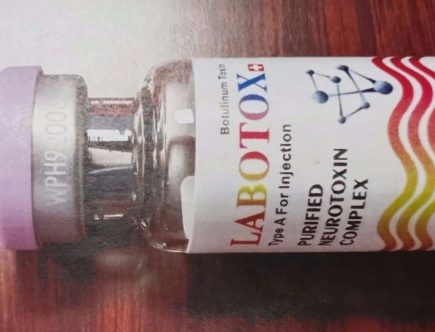 Botulinum Toxin
LABOTOX
Type A For Injection
PURIFIED
NEUROTOXIN
COMPLEX